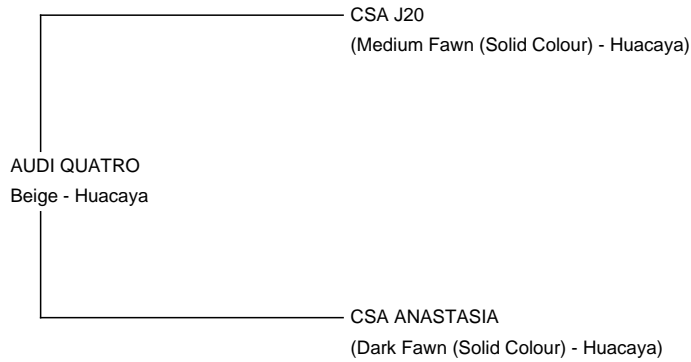 CSA J20
(Medium Fawn (Solid Colour) - Huacaya)
AUDI QUATRO
Beige - Huacaya
CSA ANASTASIA
(Dark Fawn (Solid Colour) - Huacaya)